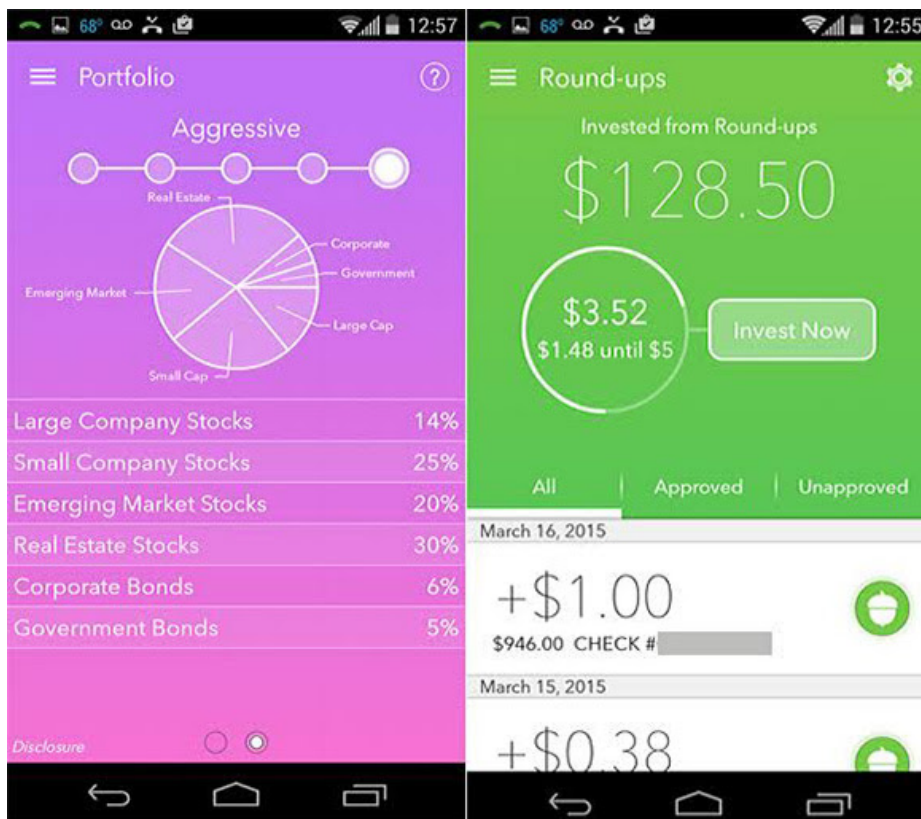 68° 12:57
Portfolio ?
Aggressive
Real Estate
Corporate
Government
Emerging Market
Large Cap
Small Cap
Large Company Stocks 14%
Small Company Stocks 25%
Emerging Market Stocks 20%
Real Estate Stocks 30%
Corporate Bonds 6%
Government Bonds 5%
Disclosure
68° 12:55
Round-ups
Invested from Round-ups
$128.50
$3.52
$1.48 until $5
Invest Now
All Approved Unapproved
March 16, 2015
+$1.00
$946.00 CHECK #
March 15, 2015
+$0.38